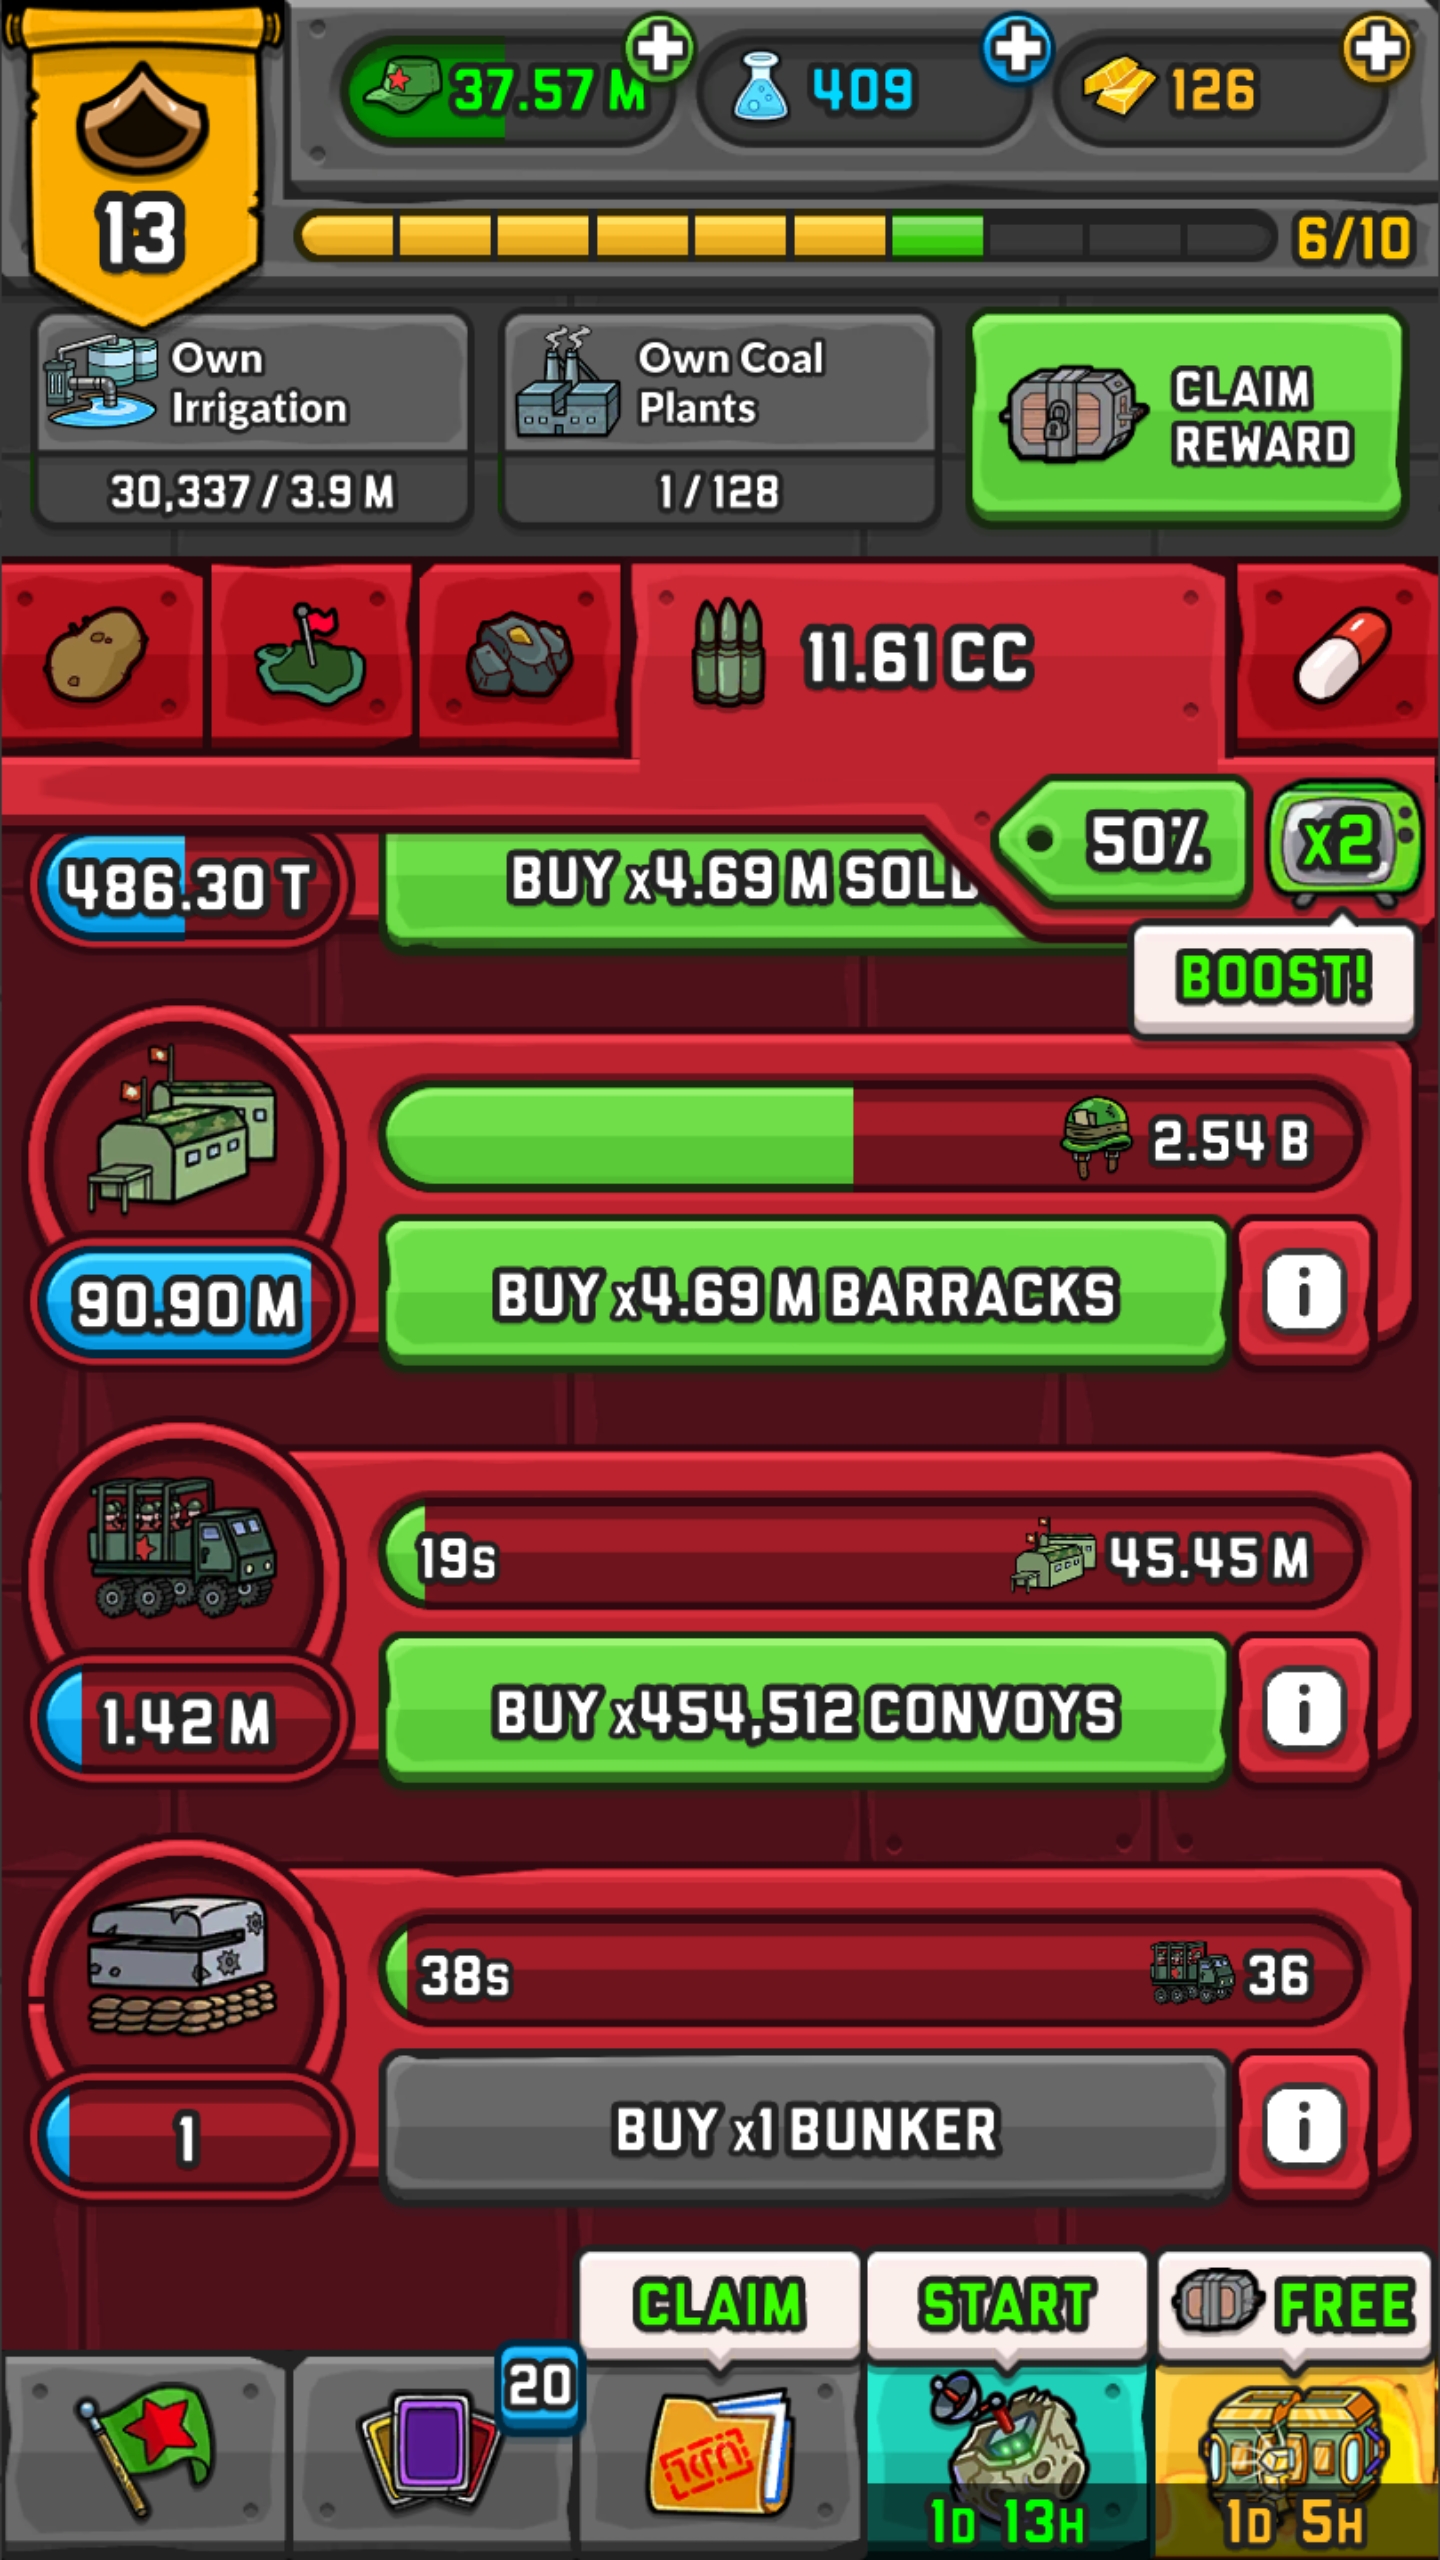 37.57 M
409
126
13
6/10
Own Irrigation
30,337 / 3.9 M
Own Coal Plants
1 / 128
CLAIM REWARD
11.61 CC
50%
x2
BOOST!
486.30 T
BUY x4.69 M SOLD
2.54 B
90.90 M
BUY x4.69 M BARRACKS
i
19s
45.45 M
1.42 M
BUY x454,512 CONVOYS
i
38s
36
1
BUY x1 BUNKER
i
CLAIM
START
FREE
20
1D 13H
1D 5H